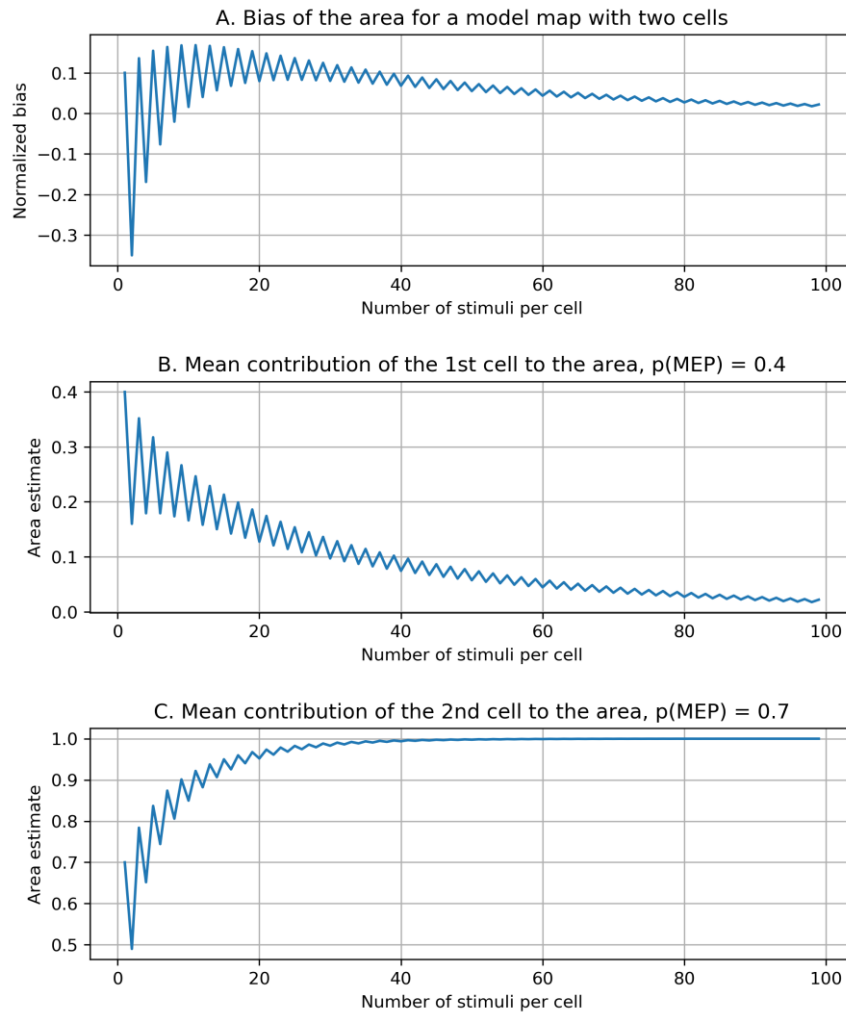 A. Bias of the area for a model map with two cells
0.1
0.0
−0.1
−0.2
−0.3
Normalized bias
0 20 40 60 80 100
Number of stimuli per cell
B. Mean contribution of the 1st cell to the area, p(MEP) = 0.4
0.4
0.3
0.2
0.1
0.0
Area estimate
0 20 40 60 80 100
Number of stimuli per cell
C. Mean contribution of the 2nd cell to the area, p(MEP) = 0.7
1.0
0.9
0.8
0.7
0.6
0.5
Area estimate
0 20 40 60 80 100
Number of stimuli per cell